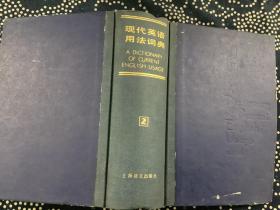 现代英语
用法词典
A DICTIONARY
OF CURRENT
ENGLISH USAGE
2
上海译文出版社